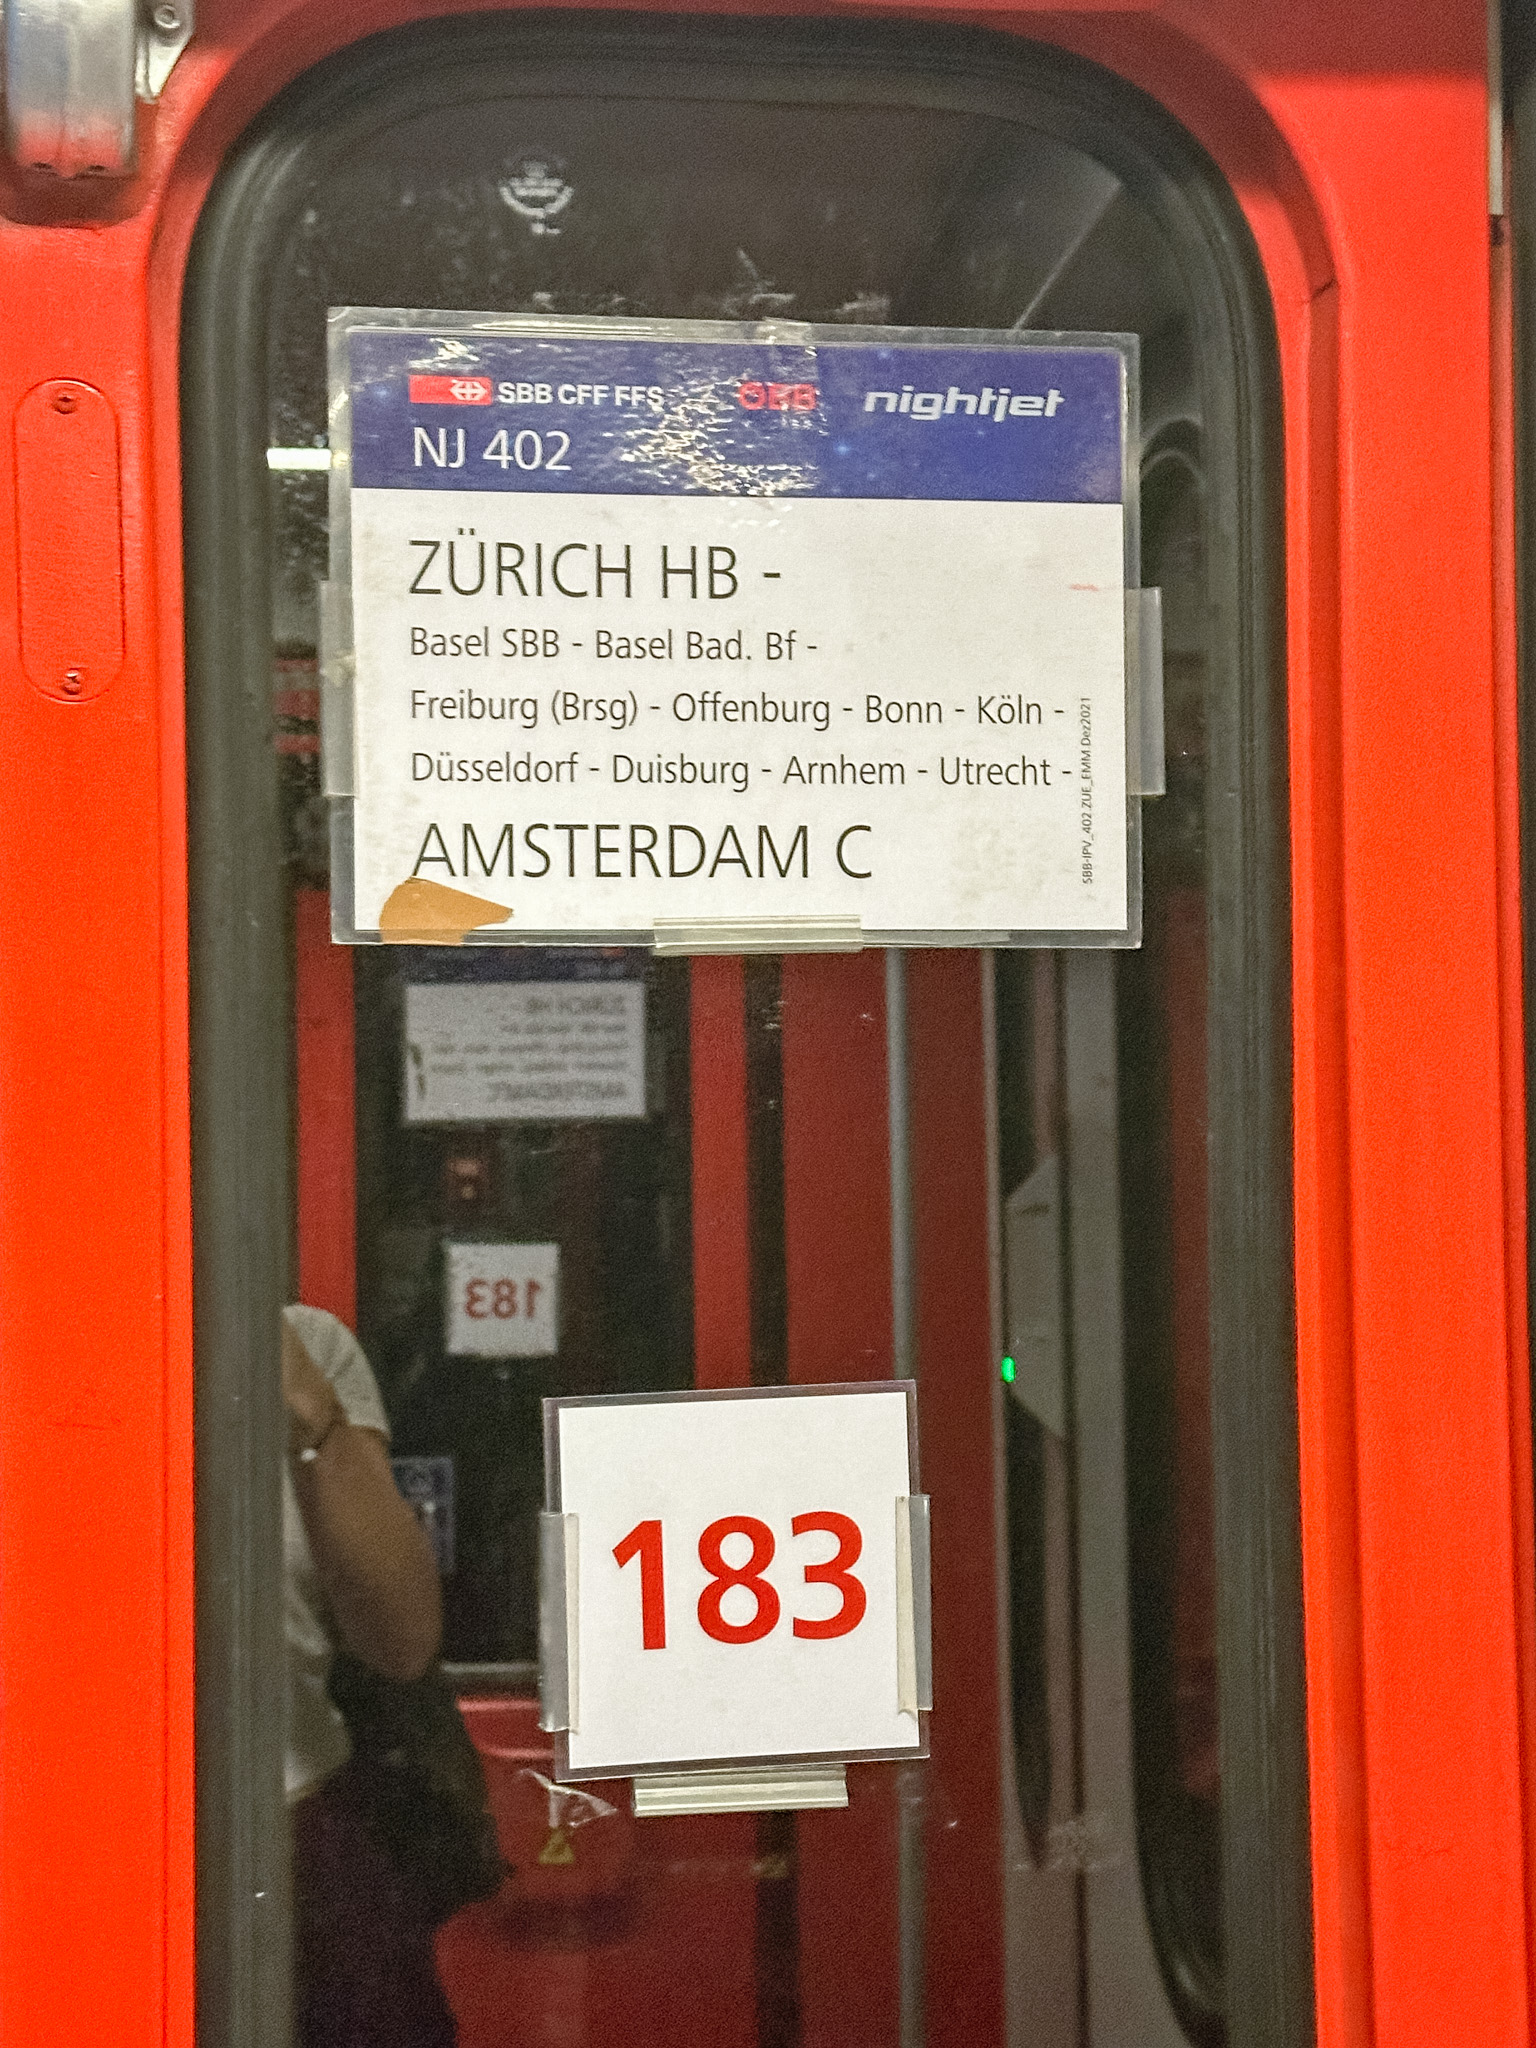 SBB CFF FFS ÖBB nightjet
NJ 402
ZÜRICH HB -
Basel SBB - Basel Bad. Bf -
Freiburg (Brsg) - Offenburg - Bonn - Köln -
Düsseldorf - Duisburg - Arnhem - Utrecht -
AMSTERDAM C
SBB-IPV_402.ZUE_EMM.Dez2021
183
183